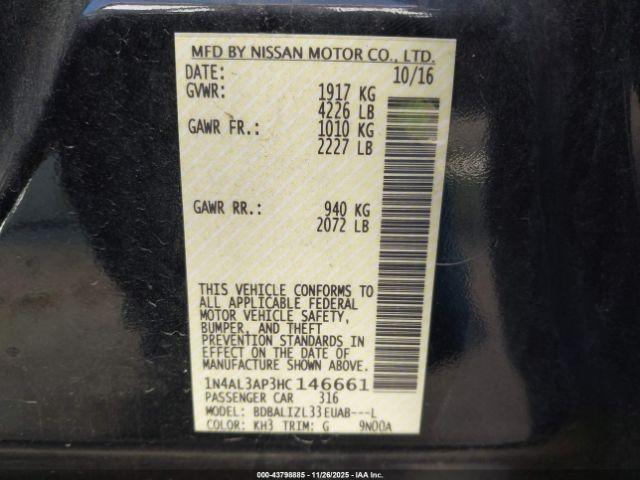 MFD BY NISSAN MOTOR CO., LTD.
DATE: 10/16
GVWR: 1917 KG
4226 LB
GAWR FR.: 1010 KG
2227 LB
GAWR RR.: 940 KG
2072 LB
THIS VEHICLE CONFORMS TO
ALL APPLICABLE FEDERAL
MOTOR VEHICLE SAFETY,
BUMPER, AND THEFT
PREVENTION STANDARDS IN
EFFECT ON THE DATE OF
MANUFACTURE SHOWN ABOVE.
1N4AL3AP3HC146661
PASSENGER CAR 316
MODEL: BDBALIZL33EUAB---L
COLOR: KH3 TRIM: G 9N00A
000-43798885 | 11/26/2025 - IAAI.com